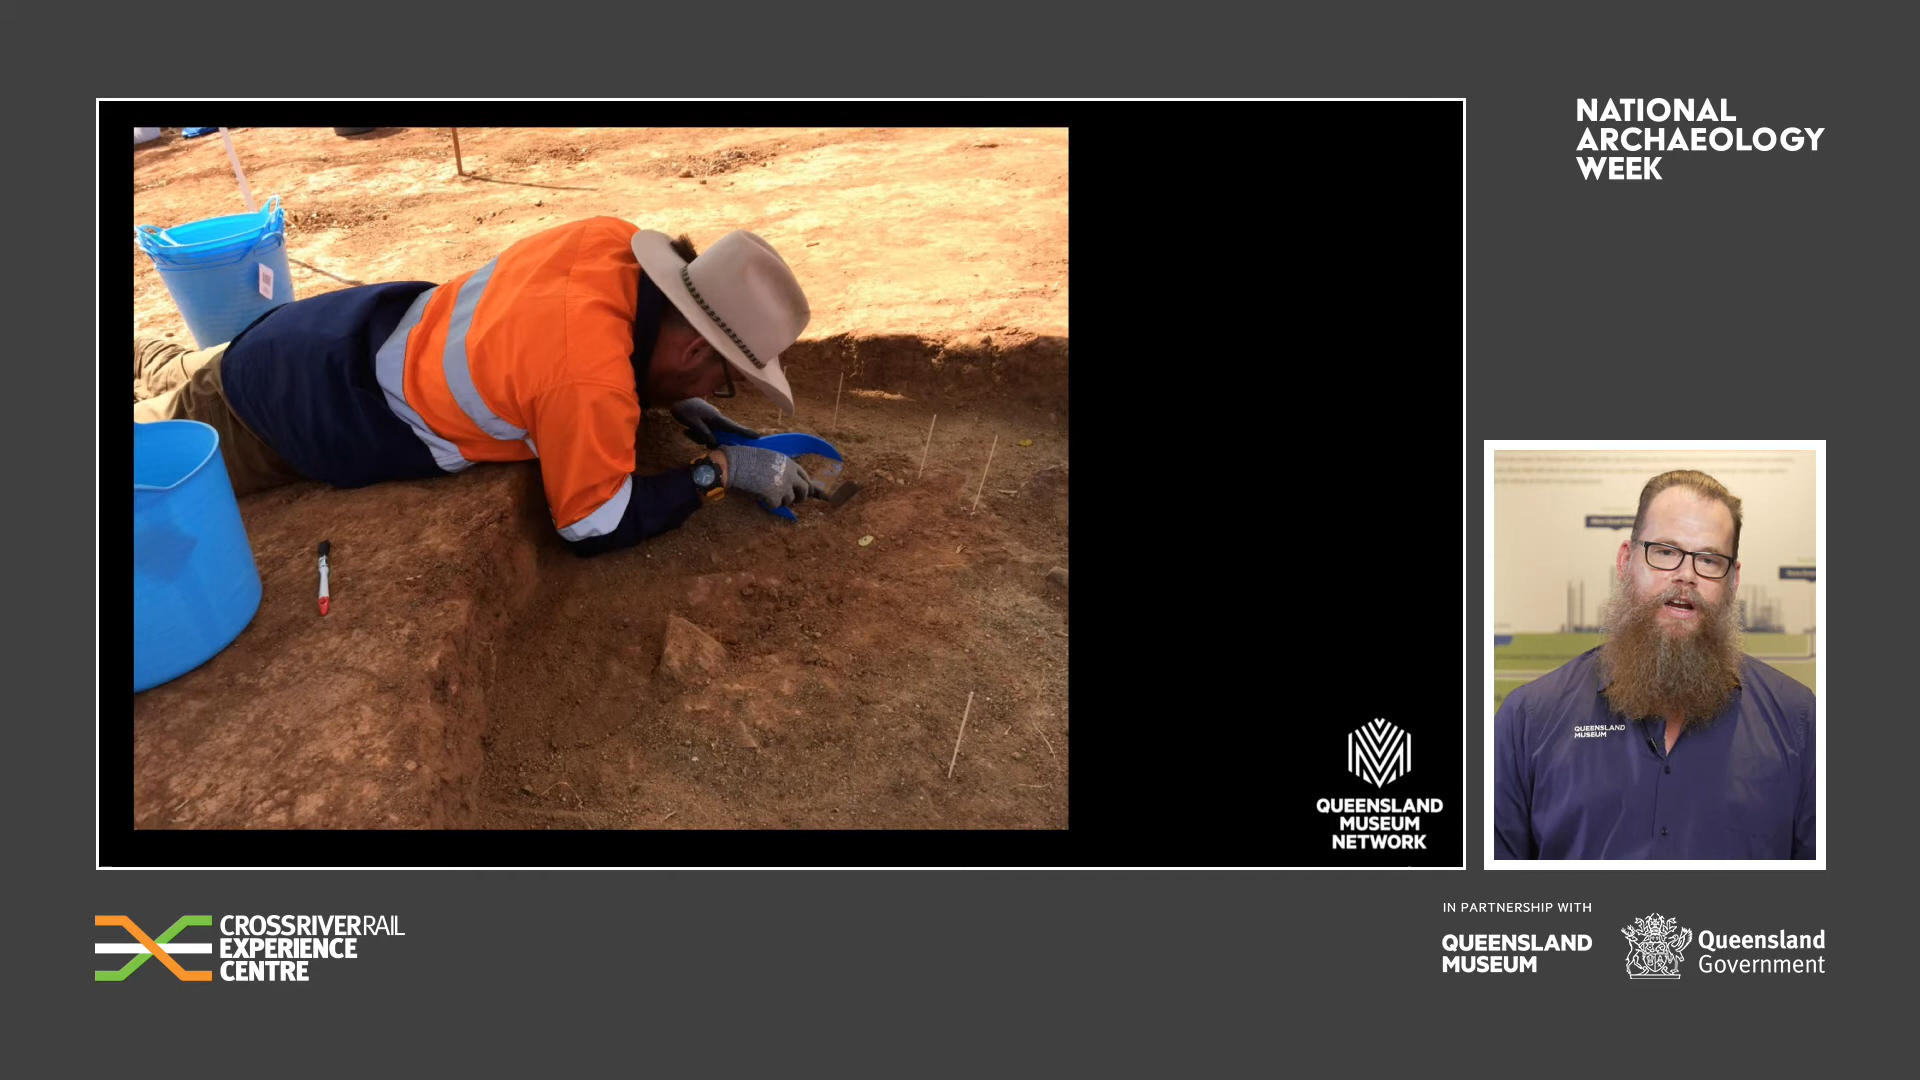 NATIONAL
ARCHAEOLOGY
WEEK
QUEENSLAND
MUSEUM
NETWORK
QUEENSLAND
MUSEUM
CROSSRIVERRAIL
EXPERIENCE
CENTRE
IN PARTNERSHIP WITH
QUEENSLAND
MUSEUM
Queensland
Government